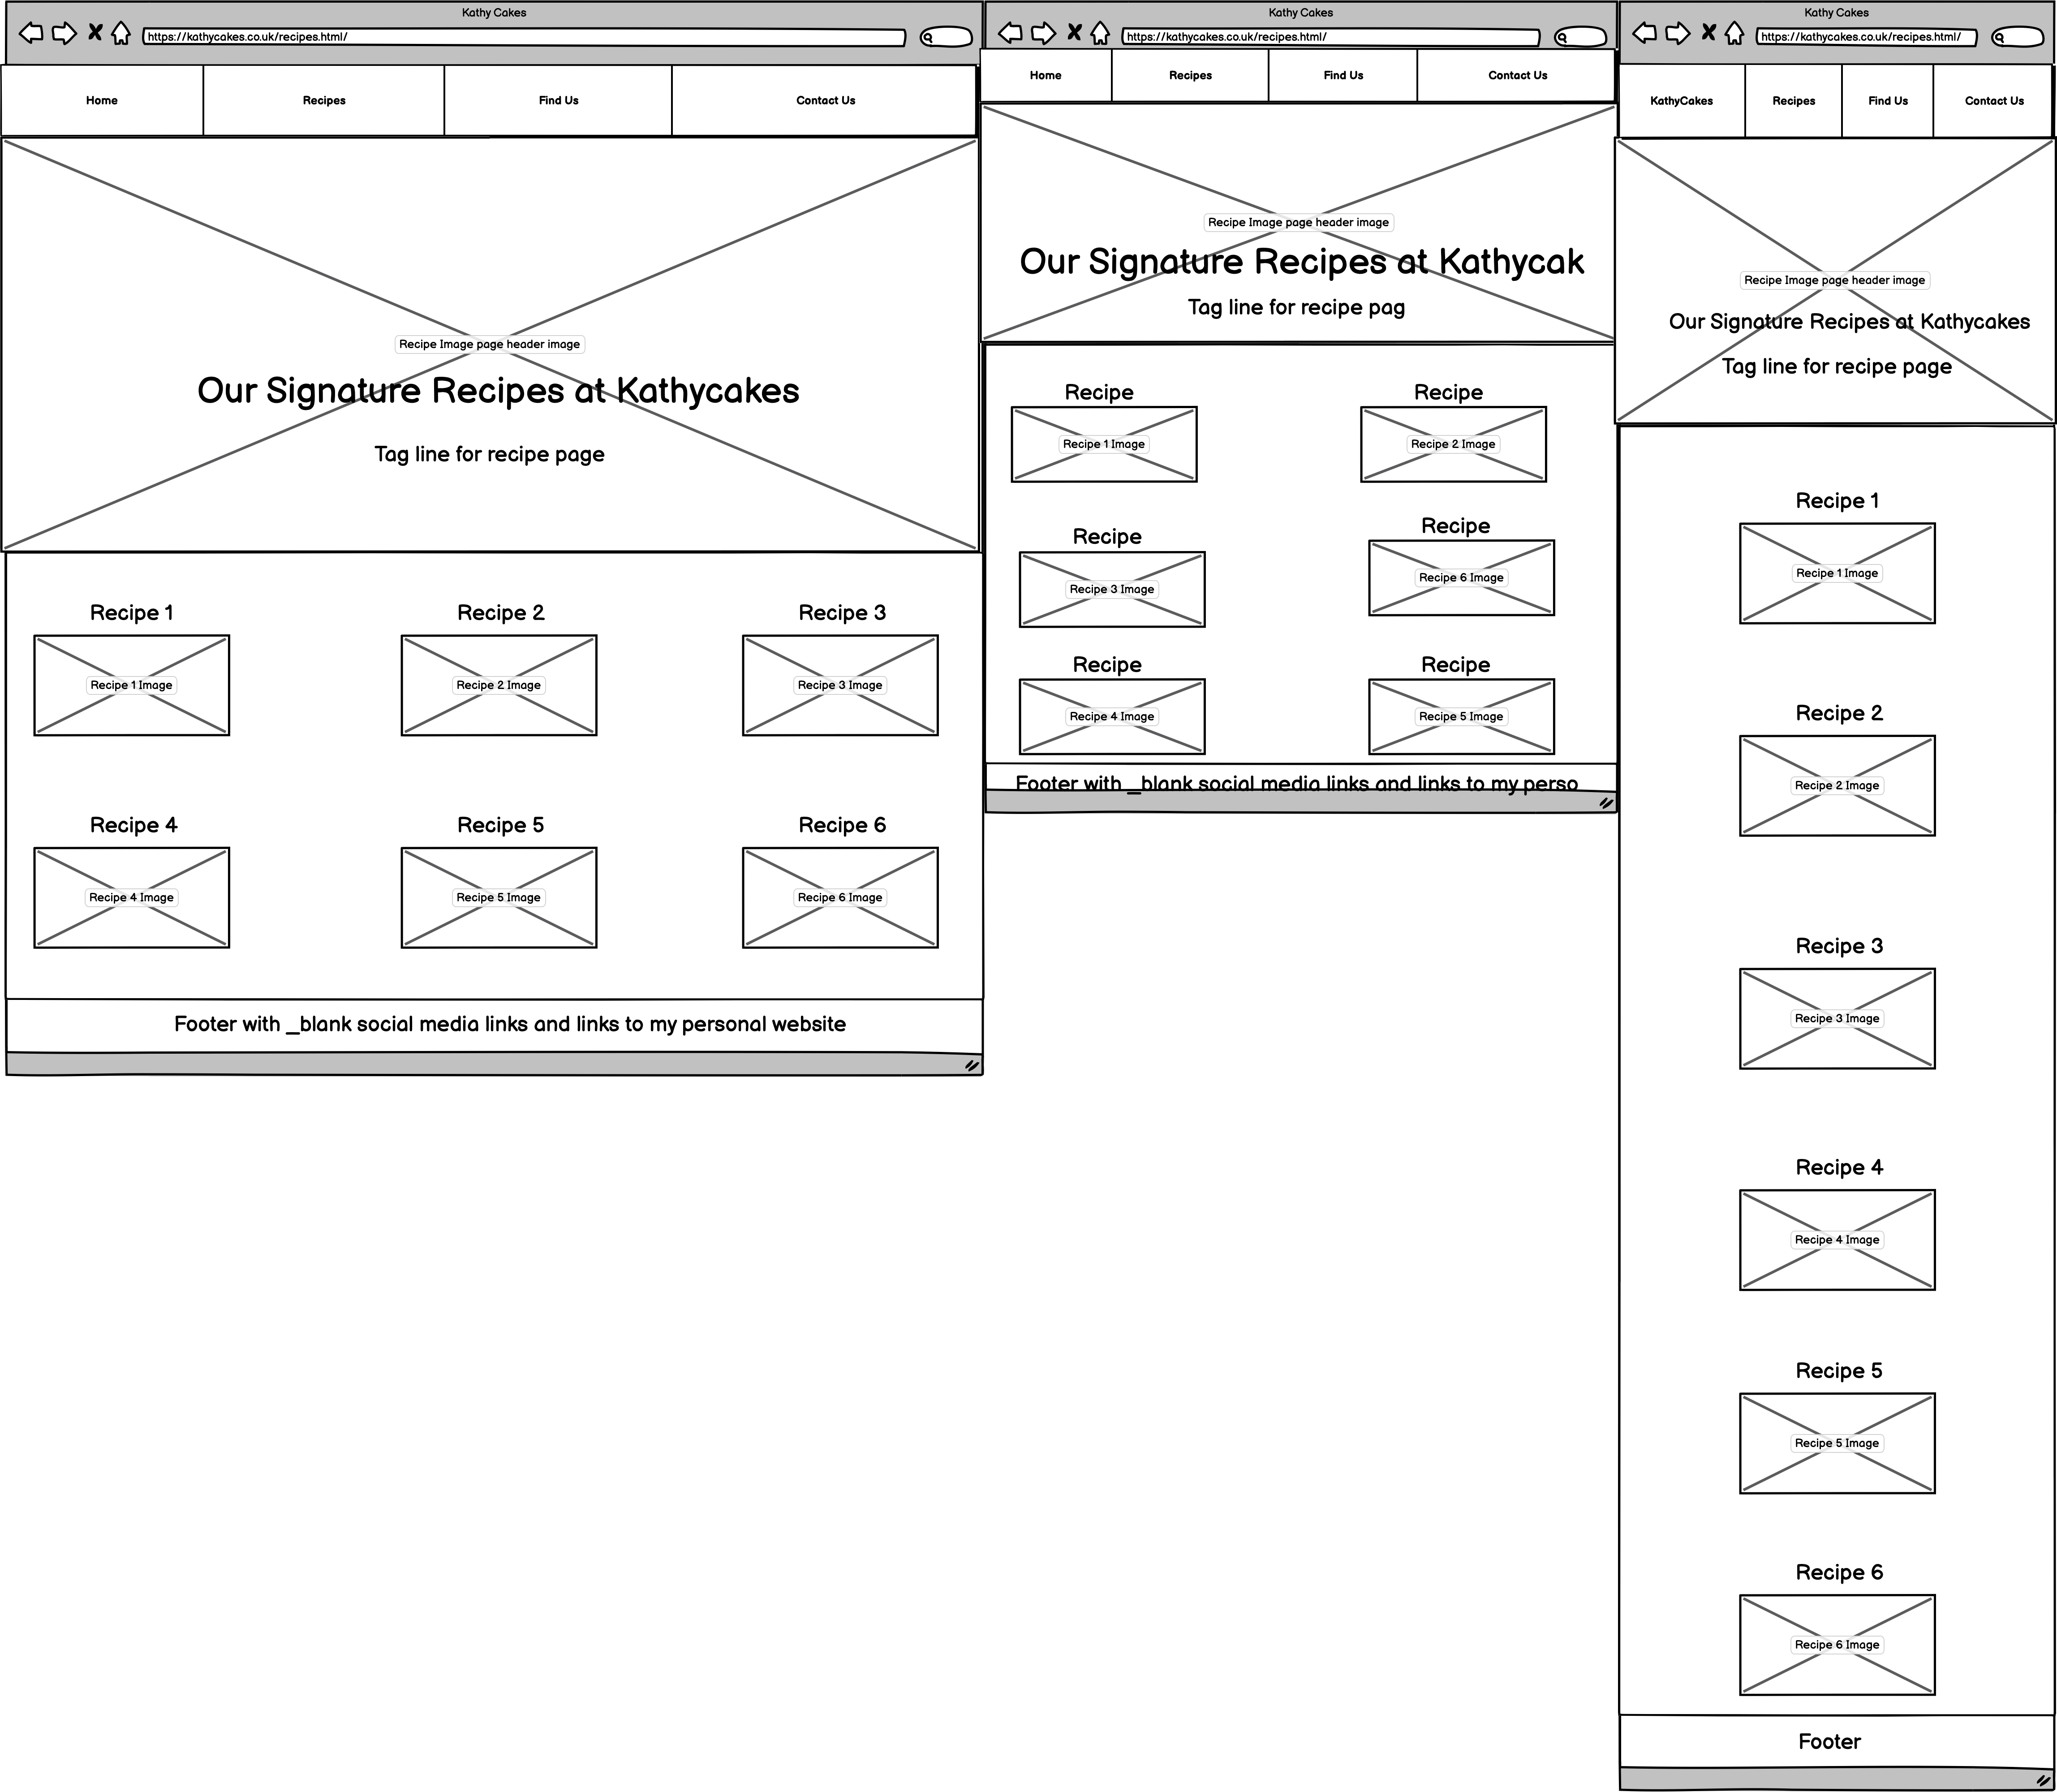 Kathy Cakes
https://kathycakes.co.uk/recipes.html/
Home Recipes Find Us Contact Us
Recipe Image page header image
Our Signature Recipes at Kathycakes
Tag line for recipe page
Recipe 1 Recipe 2 Recipe 3
Recipe 1 Image Recipe 2 Image Recipe 3 Image
Recipe 4 Recipe 5 Recipe 6
Recipe 4 Image Recipe 5 Image Recipe 6 Image
Footer with _blank social media links and links to my personal website
Kathy Cakes
https://kathycakes.co.uk/recipes.html/
Home Recipes Find Us Contact Us
Recipe Image page header image
Our Signature Recipes at Kathycak
Tag line for recipe pag
Recipe Recipe
Recipe 1 Image Recipe 2 Image
Recipe Recipe
Recipe 3 Image Recipe 6 Image
Recipe Recipe
Recipe 4 Image Recipe 5 Image
Footer with _blank social media links and links to my perso
Kathy Cakes
https://kathycakes.co.uk/recipes.html/
KathyCakes Recipes Find Us Contact Us
Recipe Image page header image
Our Signature Recipes at Kathycakes
Tag line for recipe page
Recipe 1
Recipe 1 Image
Recipe 2
Recipe 2 Image
Recipe 3
Recipe 3 Image
Recipe 4
Recipe 4 Image
Recipe 5
Recipe 5 Image
Recipe 6
Recipe 6 Image
Footer